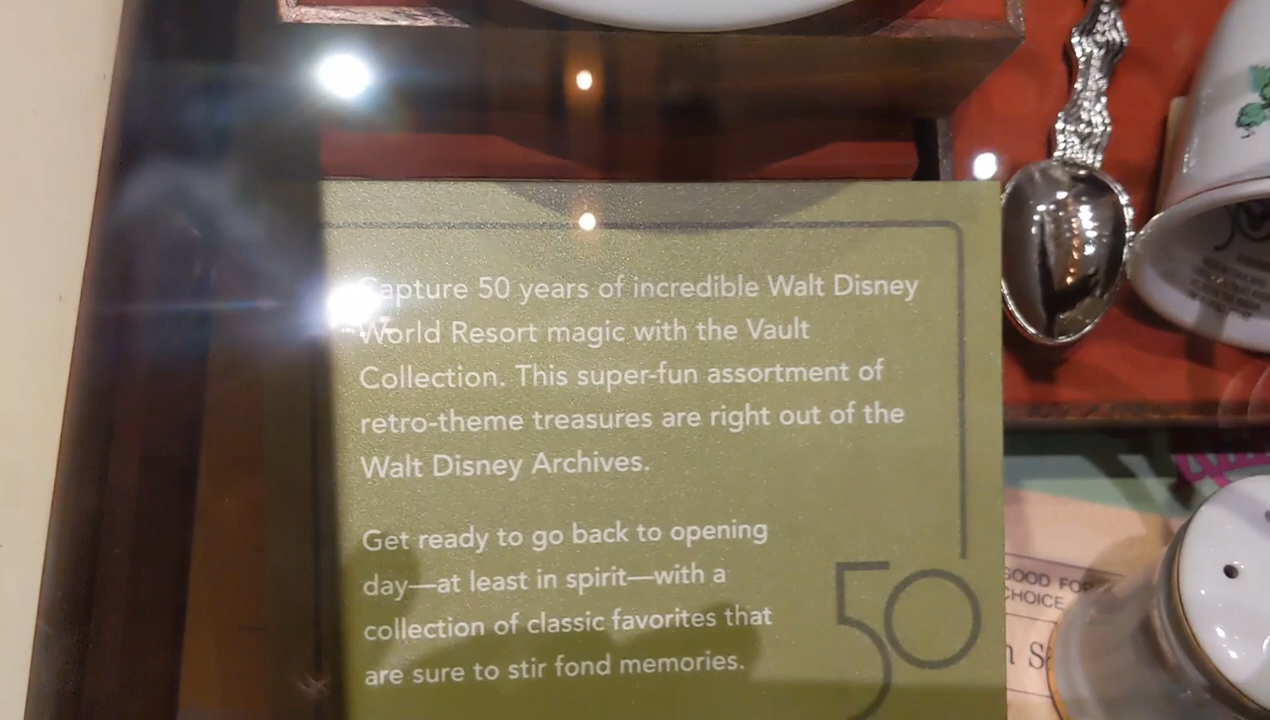 Capture 50 years of incredible Walt Disney
World Resort magic with the Vault
Collection. This super-fun assortment of
retro-theme treasures are right out of the
Walt Disney Archives.
Get ready to go back to opening
day—at least in spirit—with a
collection of classic favorites that
are sure to stir fond memories.
50
GOOD FOR
CHOICE